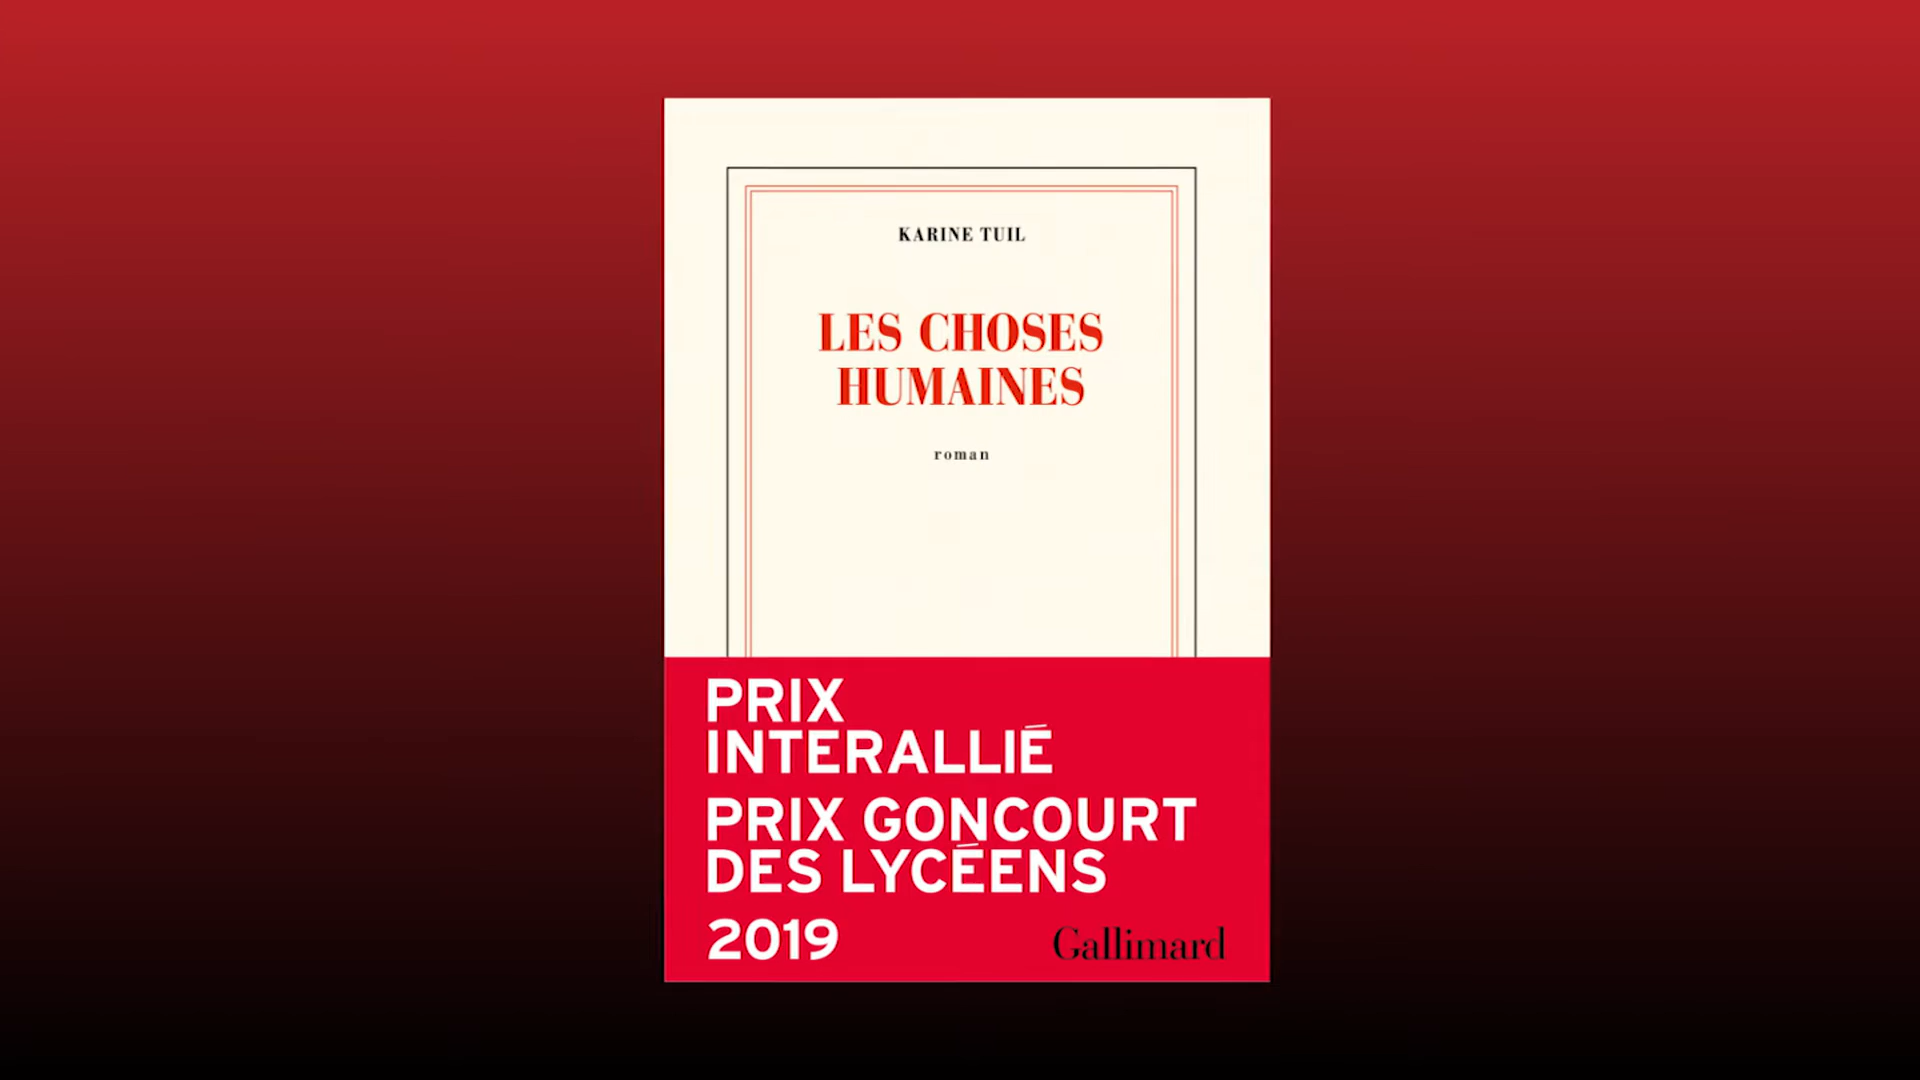 KARINE TUIL
LES CHOSES
HUMAINES
roman
PRIX
INTERALLIÉ
PRIX GONCOURT
DES LYCÉENS
2019
Gallimard